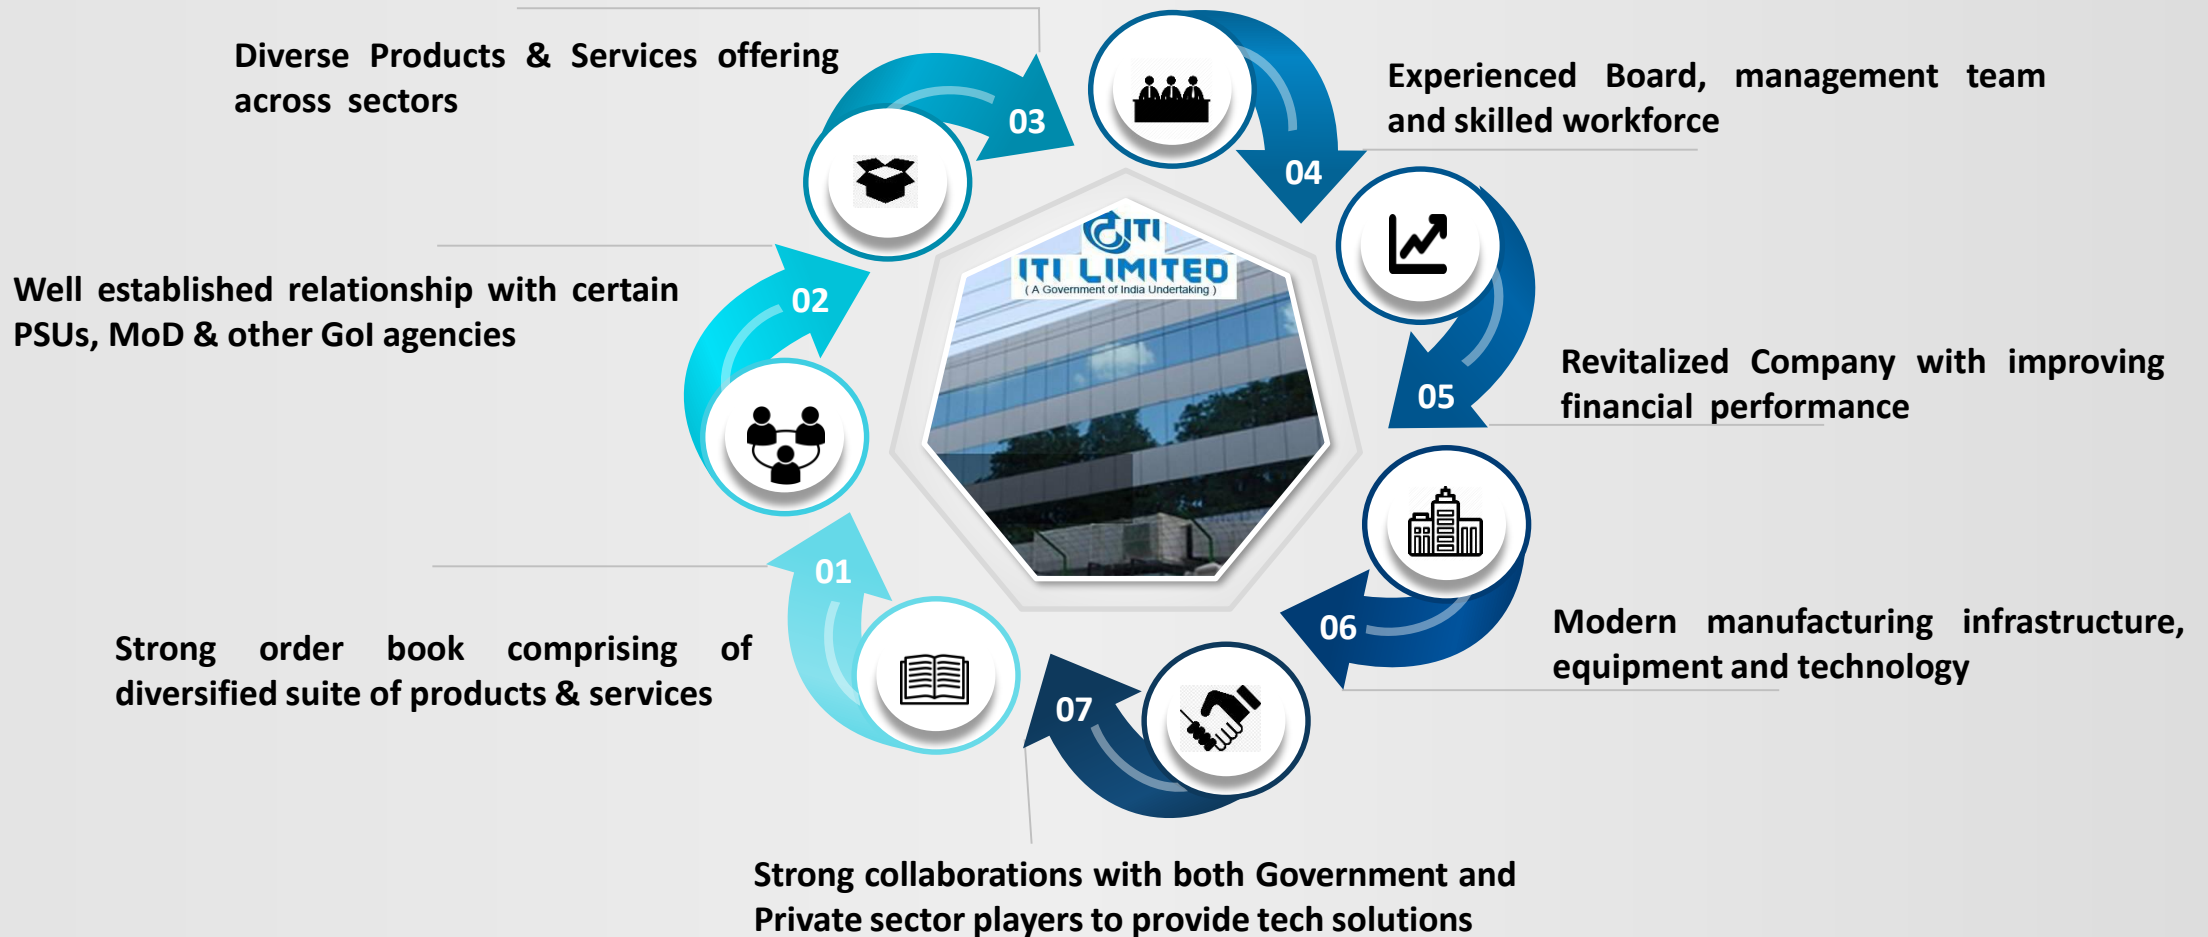 Diverse Products & Services offering
across sectors
03
Experienced Board, management team
and skilled workforce
04
Well established relationship with certain
PSUs, MoD & other GoI agencies
02
ITI
ITI LIMITED
( A Government of India Undertaking )
Revitalized Company with improving
financial performance
05
01
Strong order book comprising of
diversified suite of products & services
06
Modern manufacturing infrastructure,
equipment and technology
07
Strong collaborations with both Government and
Private sector players to provide tech solutions